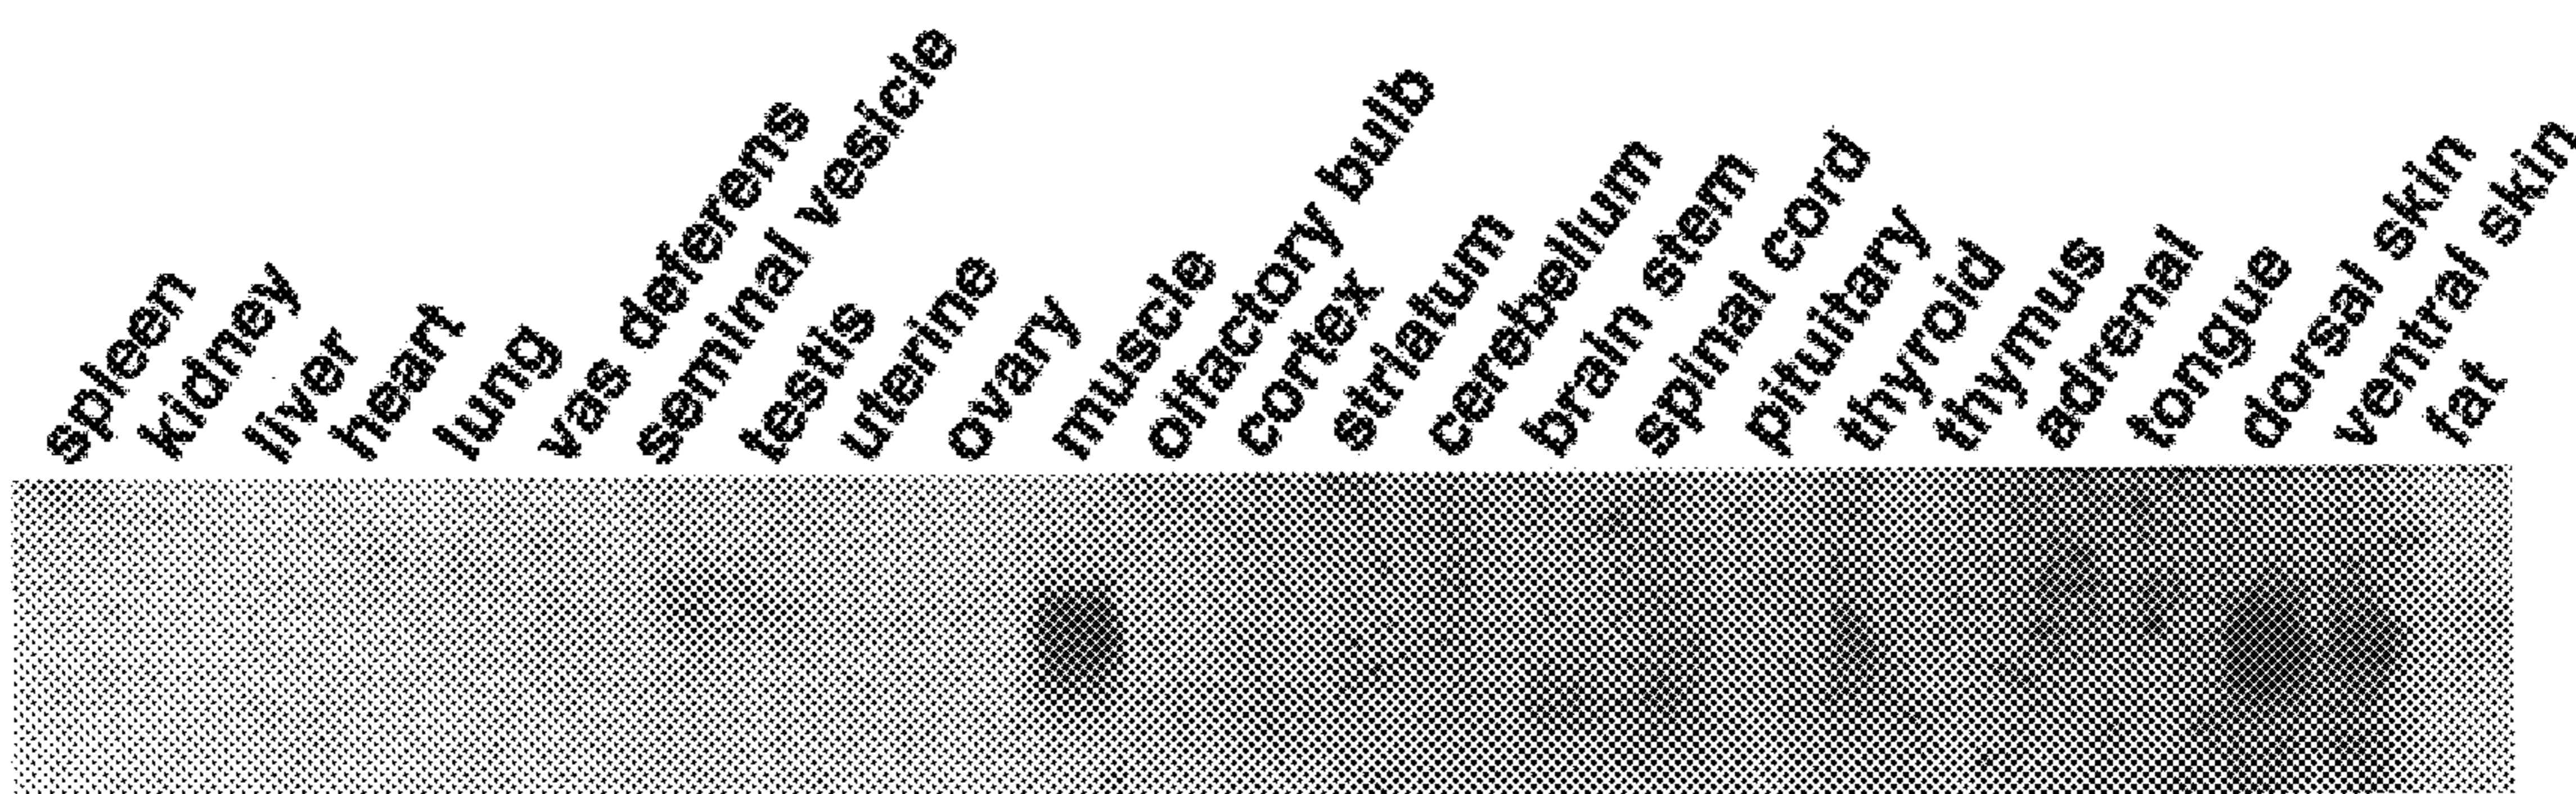 spleen
kidney
liver
heart
lung
vas deferens
seminal vesicle
testis
uterine
ovary
muscle
olfactory bulb
cortex
striatum
cerebellum
brain stem
spinal cord
pituitary
thyroid
thymus
adrenal
tongue
dorsal skin
ventral skin
fat